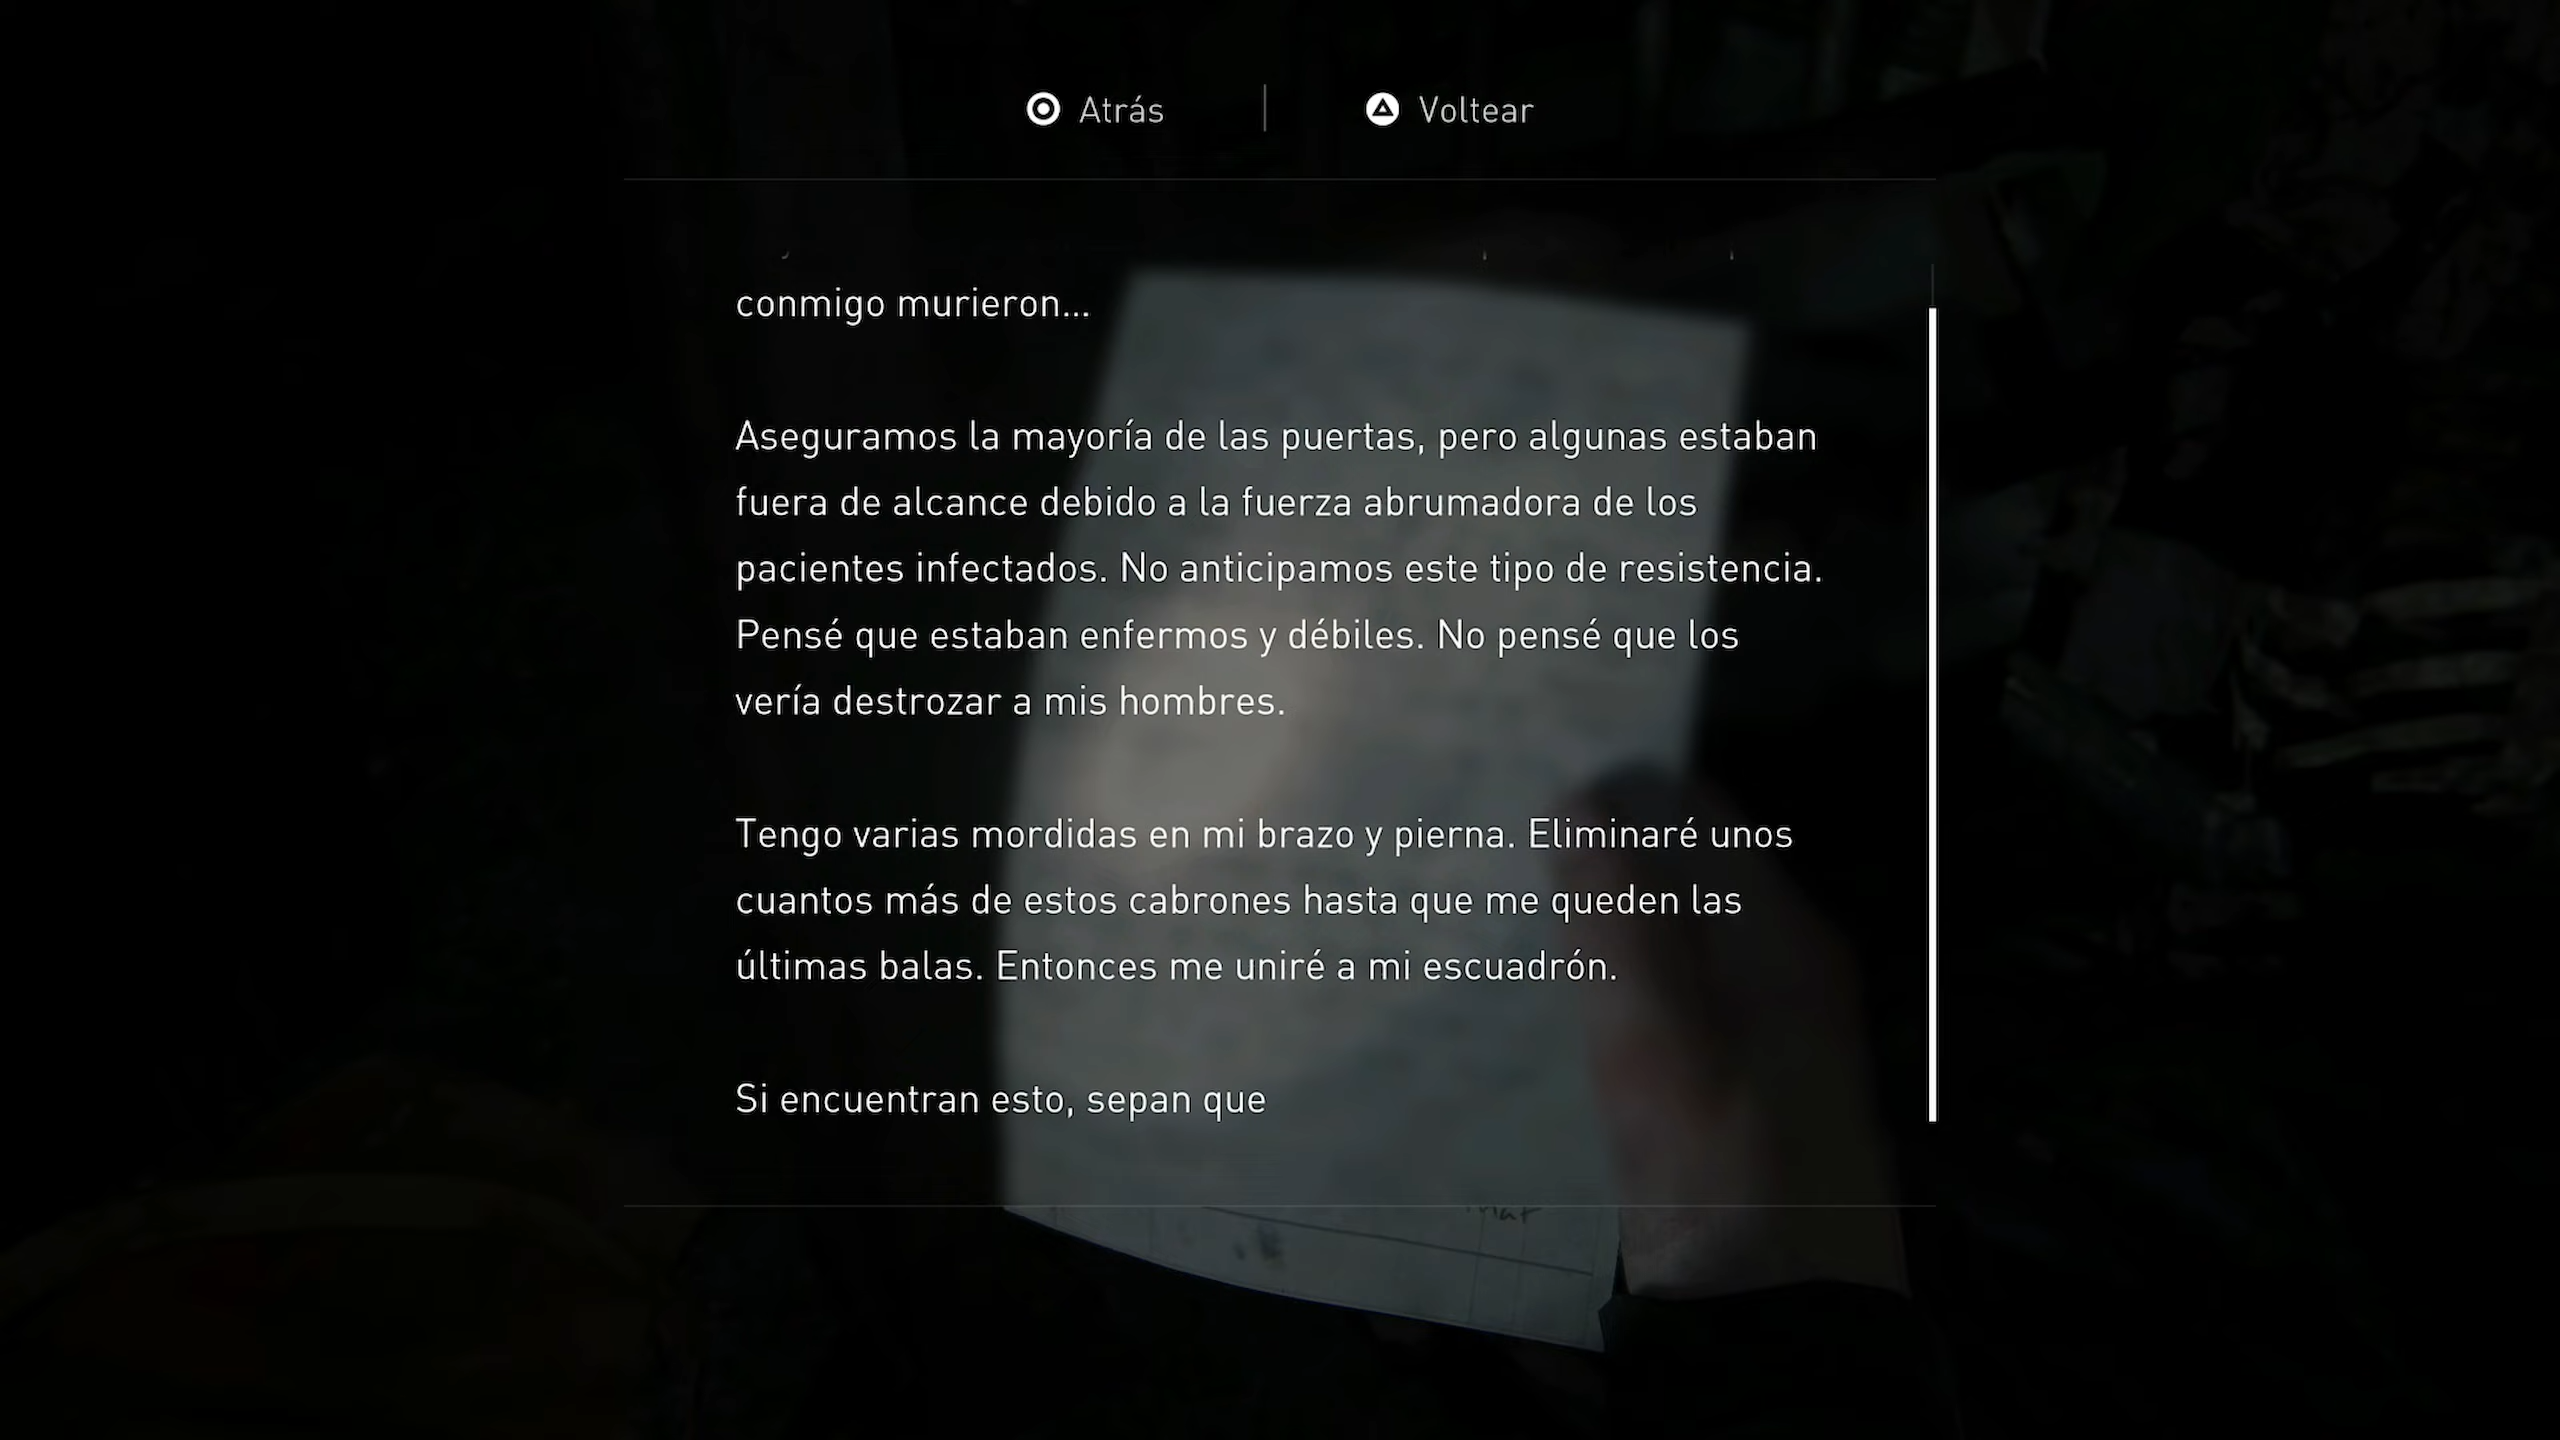 Atrás
Voltear
conmigo murieron...
Aseguramos la mayoría de las puertas, pero algunas estaban
fuera de alcance debido a la fuerza abrumadora de los
pacientes infectados. No anticipamos este tipo de resistencia.
Pensé que estaban enfermos y débiles. No pensé que los
vería destrozar a mis hombres.
Tengo varias mordidas en mi brazo y pierna. Eliminaré unos
cuantos más de estos cabrones hasta que me queden las
últimas balas. Entonces me uniré a mi escuadrón.
Si encuentran esto, sepan que